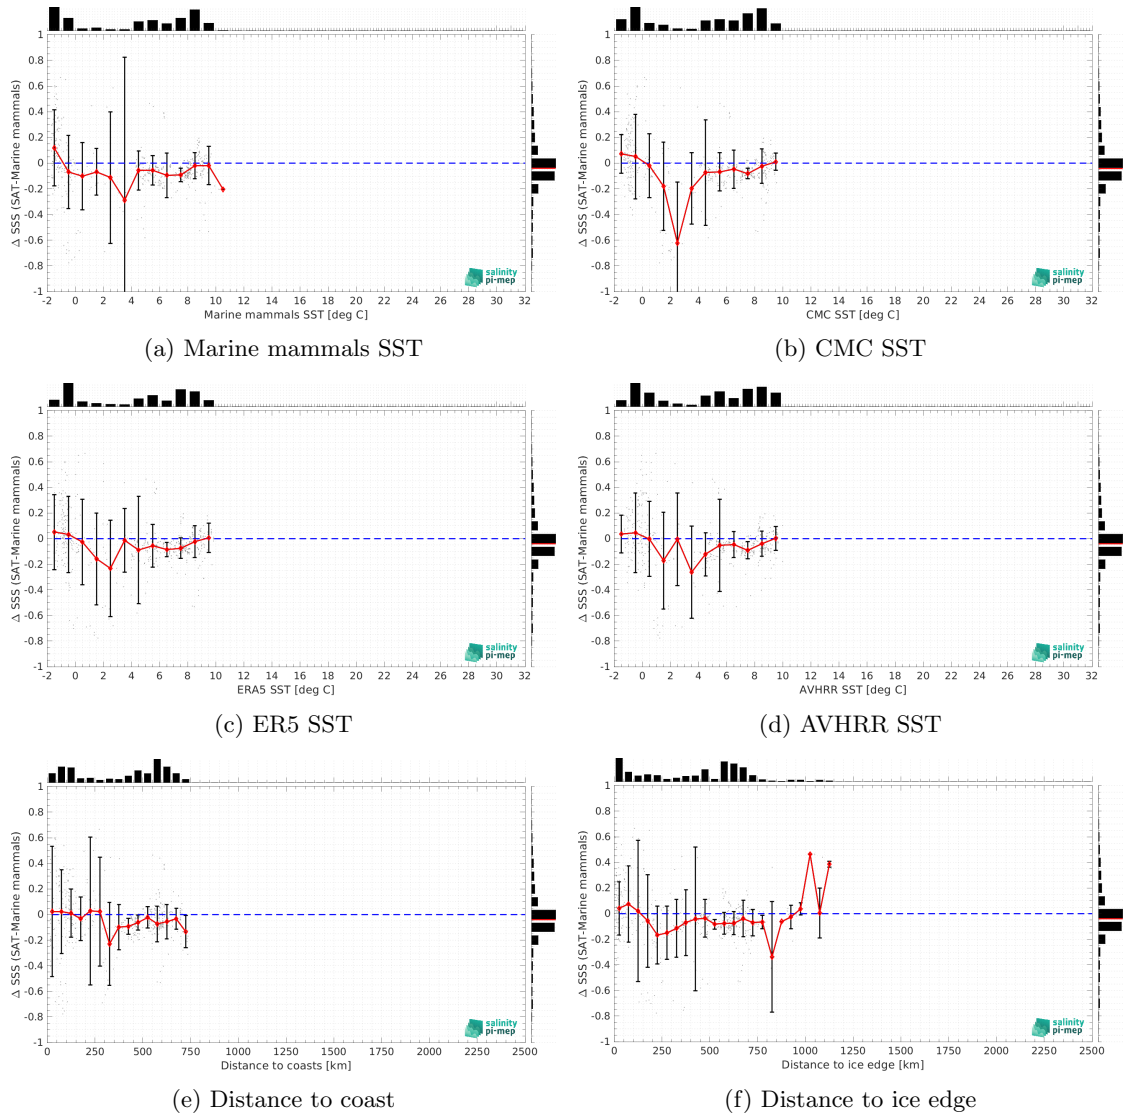 1
0.8
0.6
0.4
0.2
0
-0.2
-0.4
-0.6
-0.8
-1
Δ SSS (SAT-Marine mammals)
salinity
pi-mep
-2 0 2 4 6 8 10 12 14 16 18 20 22 24 26 28 30 32
Marine mammals SST [deg C]
(a) Marine mammals SST
1
0.8
0.6
0.4
0.2
0
-0.2
-0.4
-0.6
-0.8
-1
Δ SSS (SAT-Marine mammals)
salinity
pi-mep
-2 0 2 4 6 8 10 12 14 16 18 20 22 24 26 28 30 32
CMC SST [deg C]
(b) CMC SST
1
0.8
0.6
0.4
0.2
0
-0.2
-0.4
-0.6
-0.8
-1
Δ SSS (SAT-Marine mammals)
salinity
pi-mep
-2 0 2 4 6 8 10 12 14 16 18 20 22 24 26 28 30 32
ERA5 SST [deg C]
(c) ER5 SST
1
0.8
0.6
0.4
0.2
0
-0.2
-0.4
-0.6
-0.8
-1
Δ SSS (SAT-Marine mammals)
salinity
pi-mep
-2 0 2 4 6 8 10 12 14 16 18 20 22 24 26 28 30 32
AVHRR SST [deg C]
(d) AVHRR SST
1
0.8
0.6
0.4
0.2
0
-0.2
-0.4
-0.6
-0.8
-1
Δ SSS (SAT-Marine mammals)
salinity
pi-mep
0 250 500 750 1000 1250 1500 1750 2000 2250 2500
Distance to coasts [km]
(e) Distance to coast
1
0.8
0.6
0.4
0.2
0
-0.2
-0.4
-0.6
-0.8
-1
Δ SSS (SAT-Marine mammals)
salinity
pi-mep
0 250 500 750 1000 1250 1500 1750 2000 2250 2500
Distance to ice edge [km]
(f) Distance to ice edge